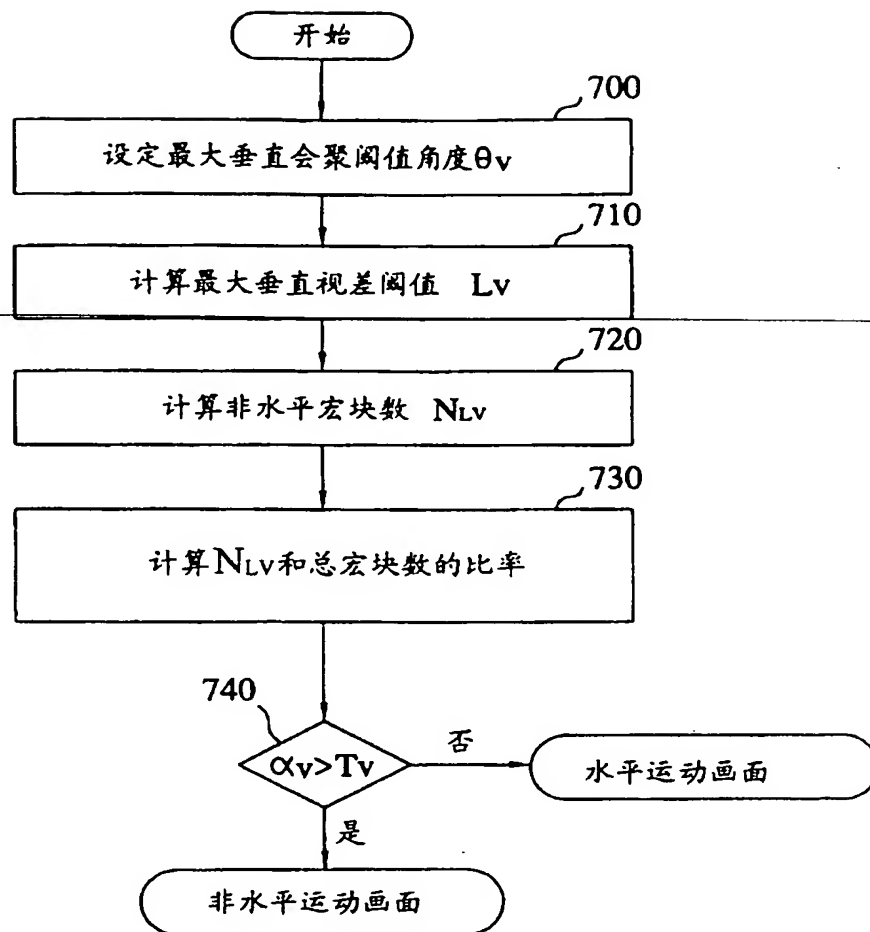 开始
700
设定最大垂直会聚阈值角度θv
710
计算最大垂直视差阈值 Lv
720
计算非水平宏块数 NLV
730
计算NLV和总宏块数的比率
740
αv>Tv
否
水平运动画面
是
非水平运动画面